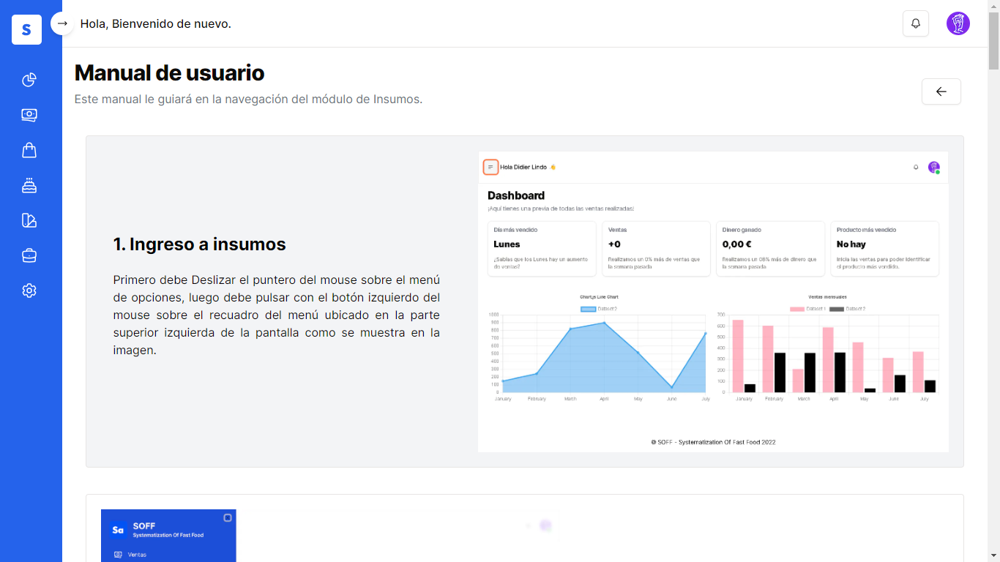 S
Hola, Bienvenido de nuevo.
Manual de usuario
Este manual le guiará en la navegación del módulo de Insumos.
1. Ingreso a insumos
Primero debe Deslizar el puntero del mouse sobre el menú
de opciones, luego debe pulsar con el botón izquierdo del
mouse sobre el recuadro del menú ubicado en la parte
superior izquierda de la pantalla como se muestra en la
imagen.
Hola Didier Lindo 👋
Dashboard
¡Aquí tienes una previa de todas las ventas realizadas!
Día más vendido
Lunes
¿Sabías que los Lunes hay un aumento
de ventas?
Ventas
+0
Realizamos un 0% más de ventas que
la semana pasada
Dinero ganado
0,00 €
Realizamos un 08% más de dinero que
la semana pasada
Producto más vendido
No hay
Inicia las ventas para poder identificar
el producto más vendido.
Chart.js Line Chart
Dataset 2
1000
900
800
700
600
500
400
300
200
100
0
January February March April May June July
Ventas mensuales
Dataset 1 Dataset 2
700
600
500
400
300
200
100
0
January February March April May June July
© SOFF - Systematization Of Fast Food 2022
Sa
SOFF
Systematization Of Fast Food
Ventas